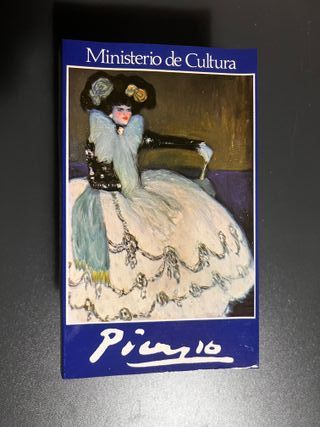 Ministerio de Cultura
Picasso